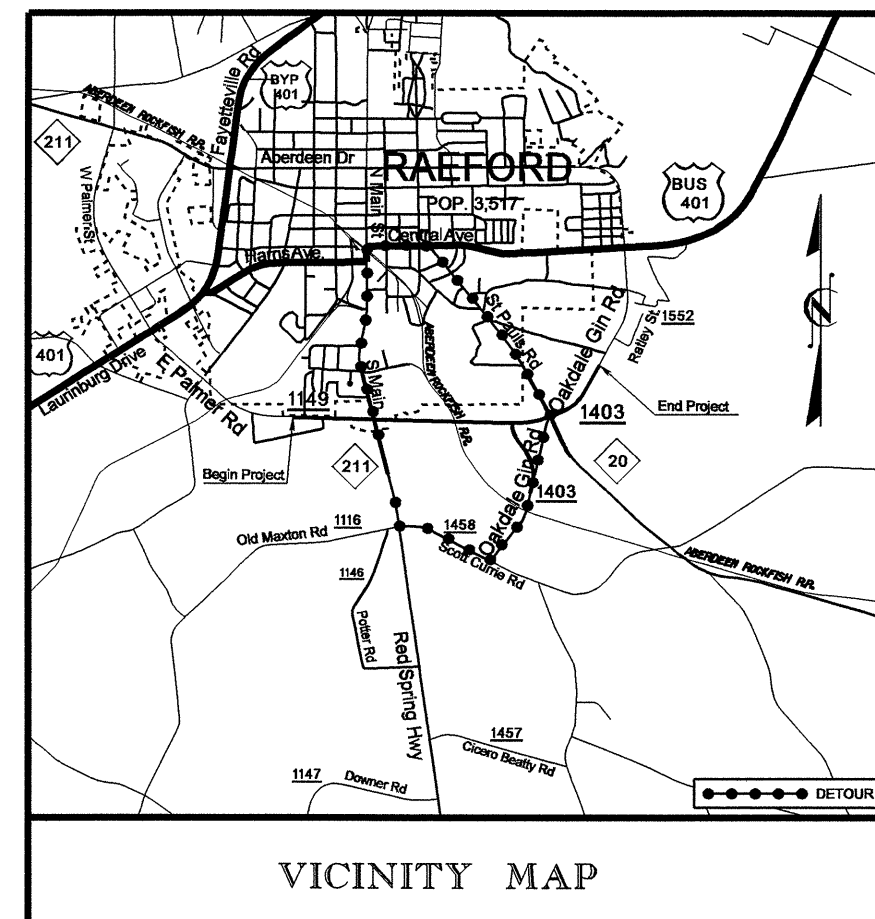 Fayetteville Rd
BYP
401
ABERDEEN ROCKFISH R.R.
211
Aberdeen Dr
RAEFORD
N Main St
W Palmer St
BUS
401
POP. 3,517
Central Ave
Harris Ave
St Pauls Rd
Oakdale Gin Rd
Ratley St
1552
N
401
Laurinburg Drive
E Palmer Rd
S Main
ABERDEEN ROCKFISH R.R.
1149
1403
End Project
Begin Project
211
20
Oakdale Gin Rd
1403
1116
Old Maxton Rd
1458
Scott Currie Rd
ABERDEEN ROCKFISH R.R.
1146
Potter Rd
Red Spring Hwy
1457
Cicero Beatty Rd
1147
Downer Rd
DETOUR
VICINITY MAP